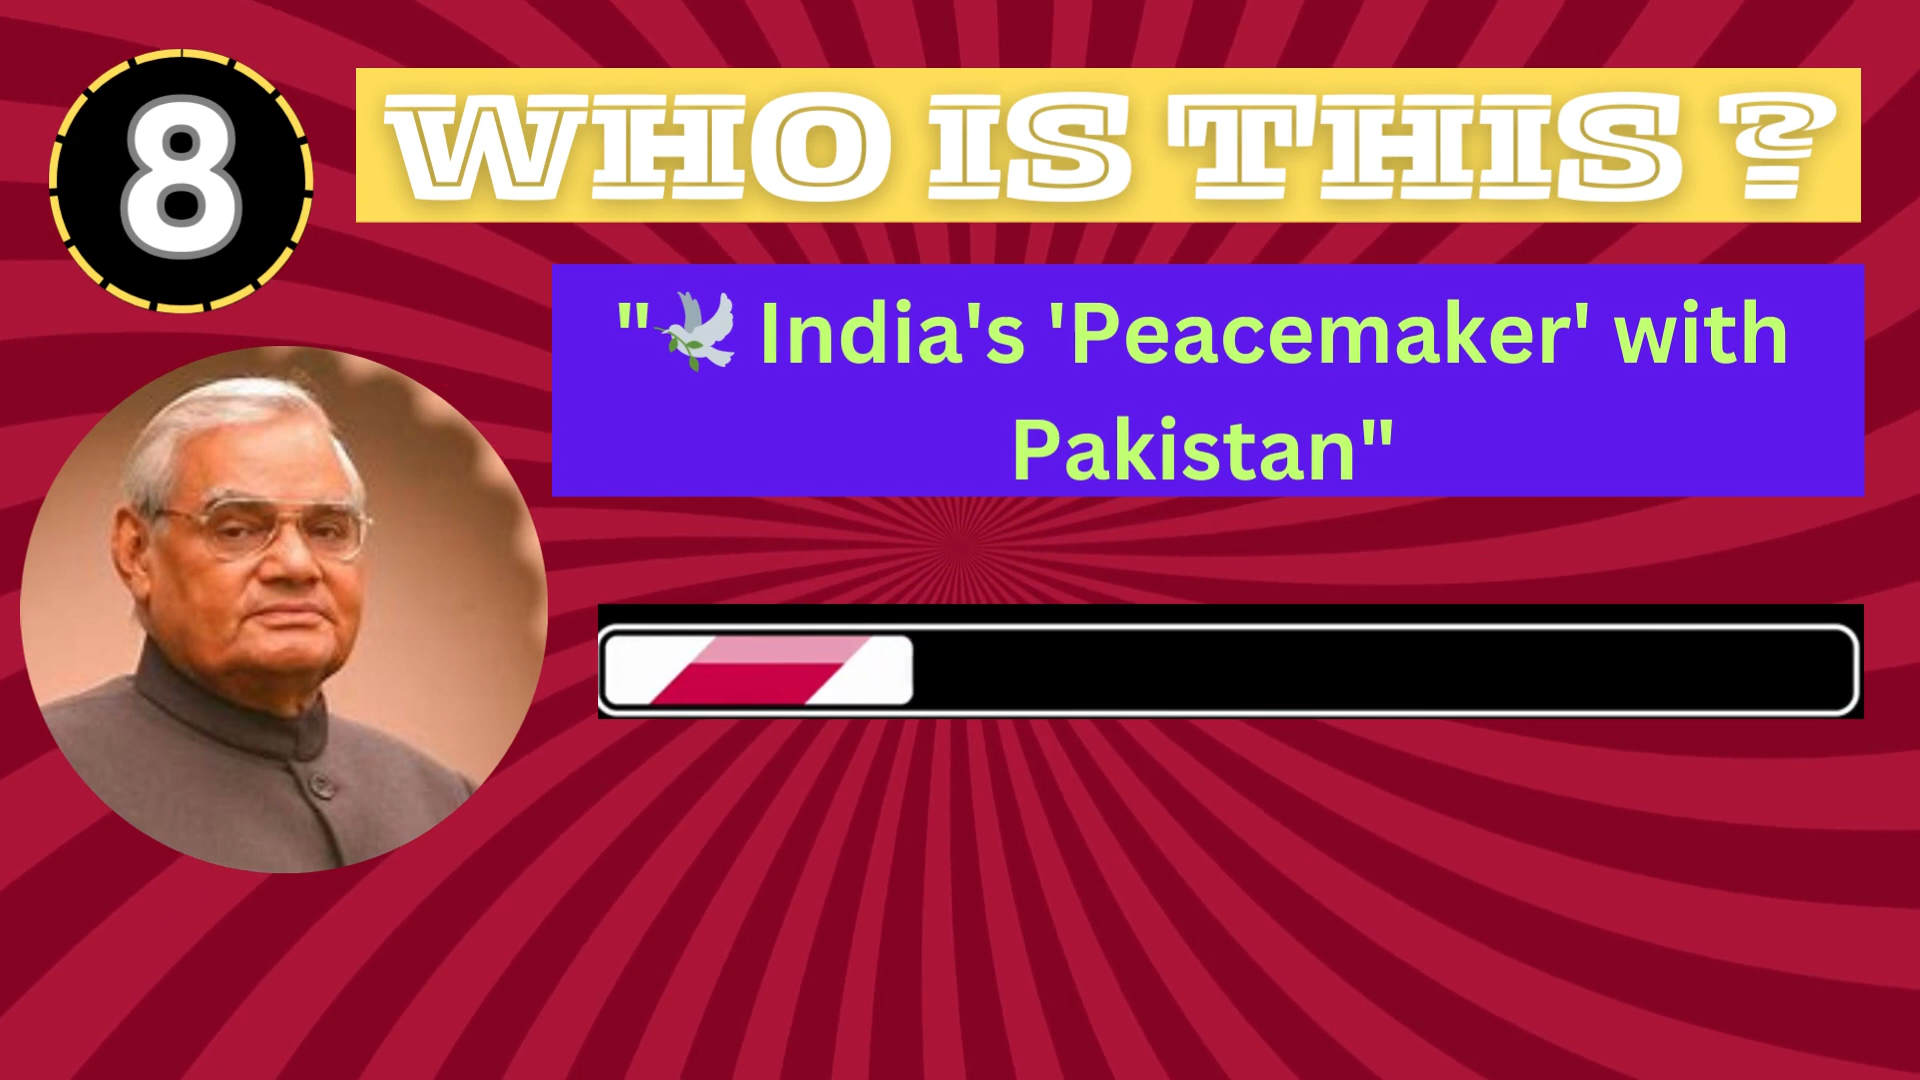 8
WHO IS THIS ?
"🕊️ India's 'Peacemaker' with
Pakistan"